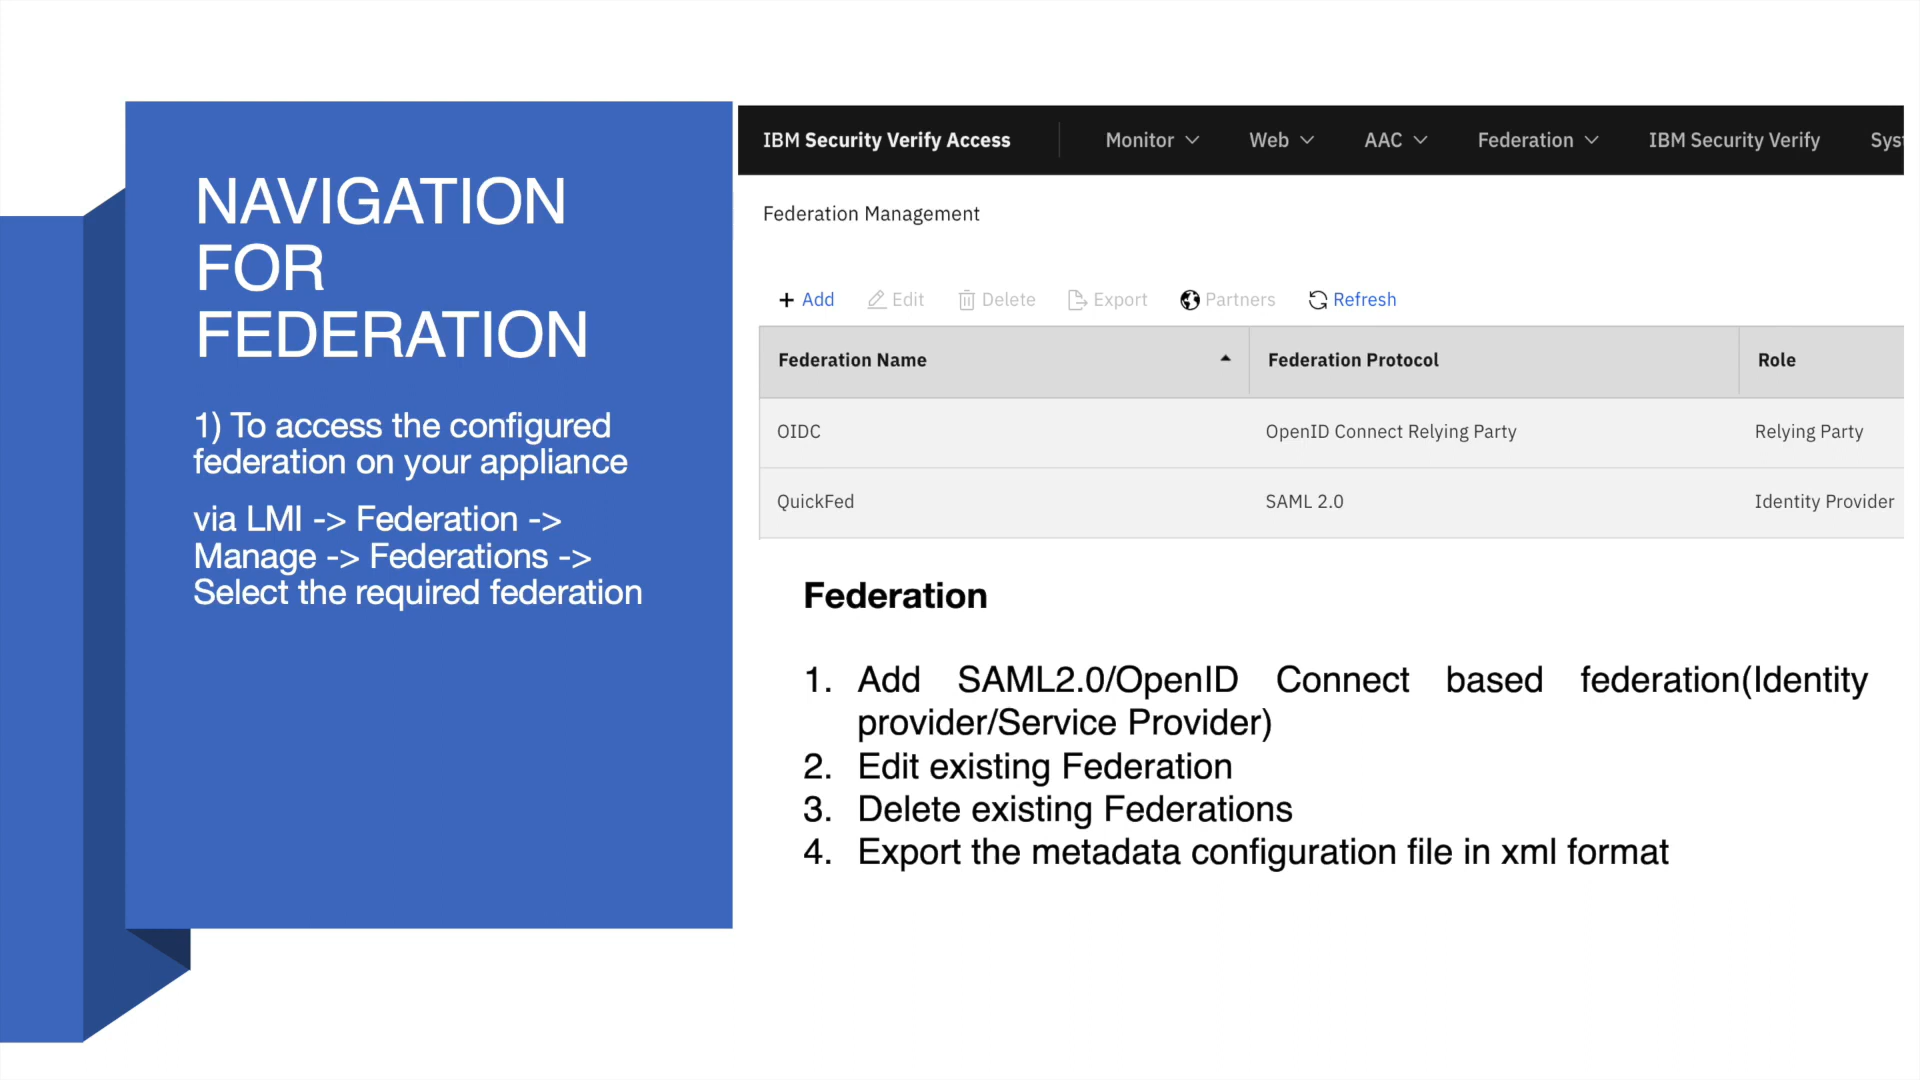 NAVIGATION
FOR
FEDERATION
1) To access the configured
federation on your appliance
via LMI -> Federation ->
Manage -> Federations ->
Select the required federation
IBM Security Verify Access Monitor Web AAC Federation IBM Security Verify Sys
Federation Management
Add Edit Delete Export Partners Refresh
Federation Name Federation Protocol Role
OIDC OpenID Connect Relying Party Relying Party
QuickFed SAML 2.0 Identity Provider
Federation
1. Add SAML2.0/OpenID Connect based federation(Identity
provider/Service Provider)
2. Edit existing Federation
3. Delete existing Federations
4. Export the metadata configuration file in xml format